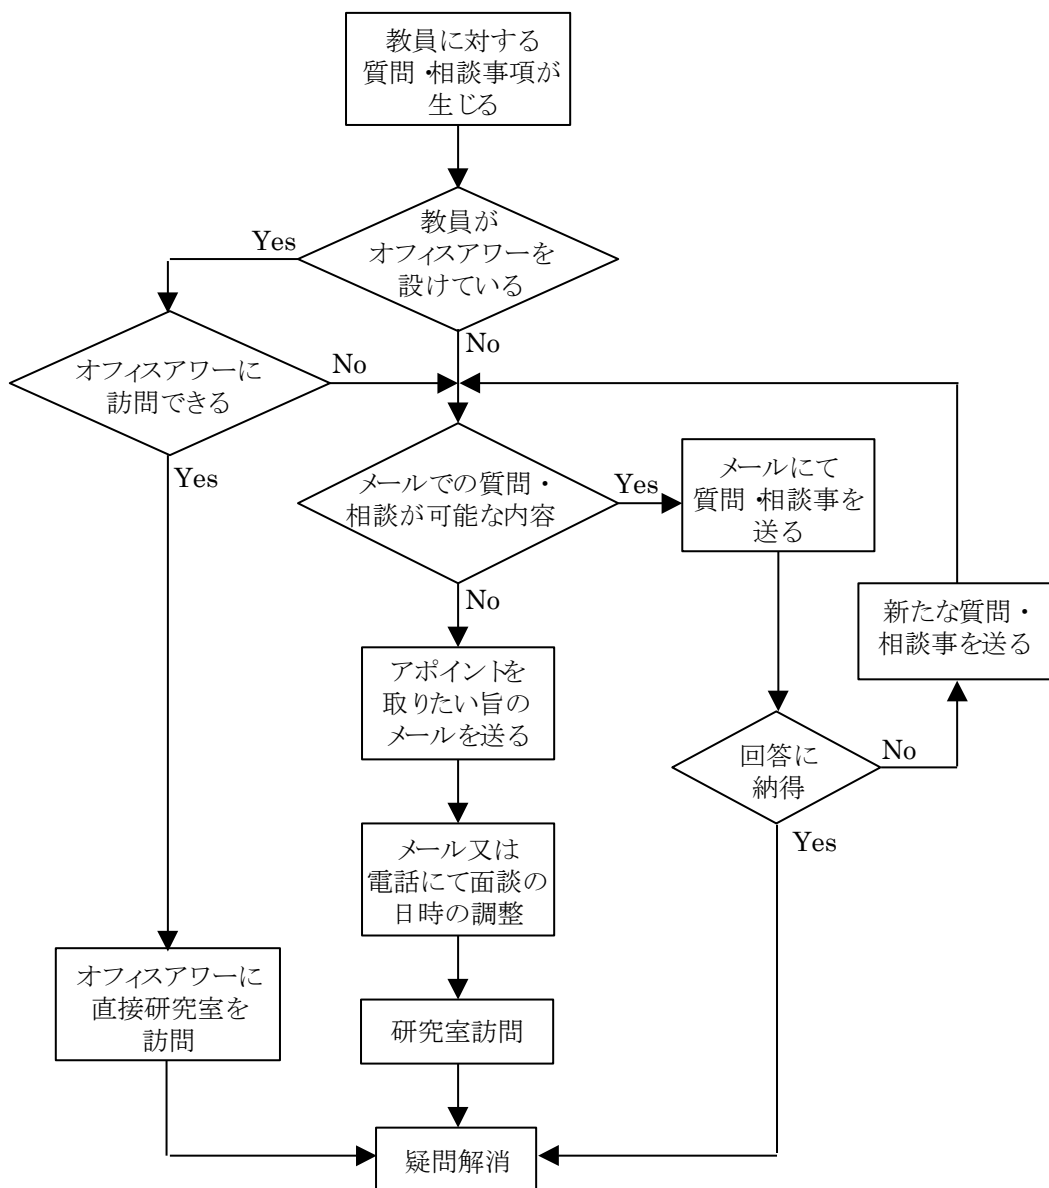 教員に対する
質問・相談事項が
生じる
教員が
オフィスアワーを
設けている
Yes
No
オフィスアワーに
訪問できる
No
Yes
メールでの質問・
相談が可能な内容
Yes
No
メールにて
質問・相談事を
送る
新たな質問・
相談事を送る
アポイントを
取りたい旨の
メールを送る
回答に
納得
No
Yes
メール又は
電話にて面談の
日時の調整
オフィスアワーに
直接研究室を
訪問
研究室訪問
疑問解消